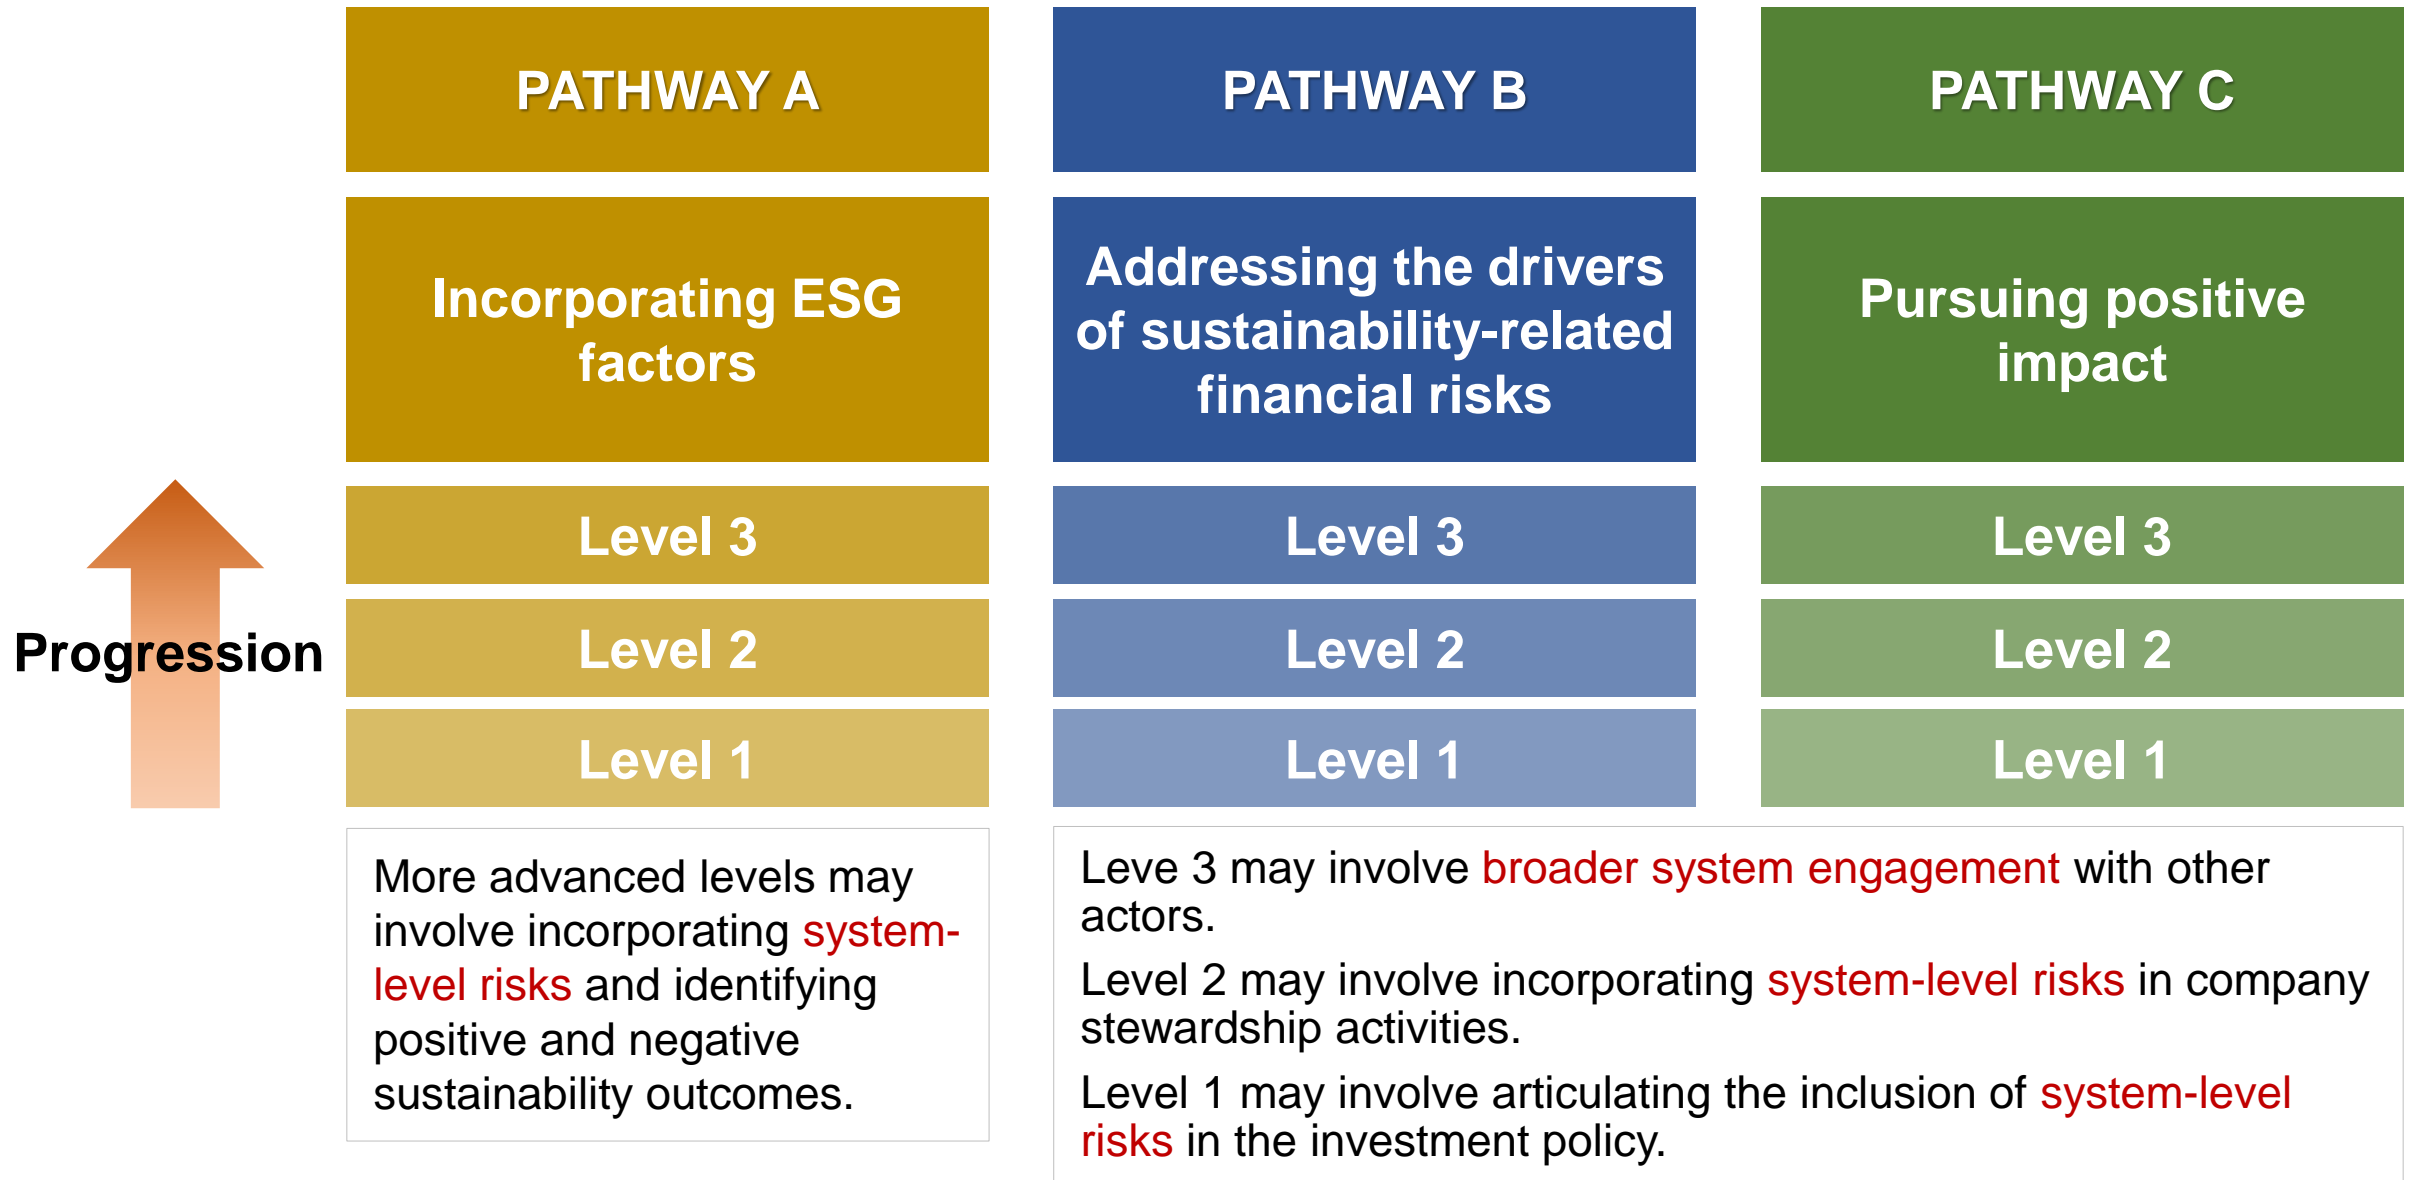 PATHWAY A
PATHWAY B
PATHWAY C
Incorporating ESG
factors
Addressing the drivers
of sustainability-related
financial risks
Pursuing positive
impact
Progression
Level 3
Level 3
Level 3
Level 2
Level 2
Level 2
Level 1
Level 1
Level 1
More advanced levels may
involve incorporating system-
level risks and identifying
positive and negative
sustainability outcomes.
Leve 3 may involve broader system engagement with other
actors.
Level 2 may involve incorporating system-level risks in company
stewardship activities.
Level 1 may involve articulating the inclusion of system-level
risks in the investment policy.